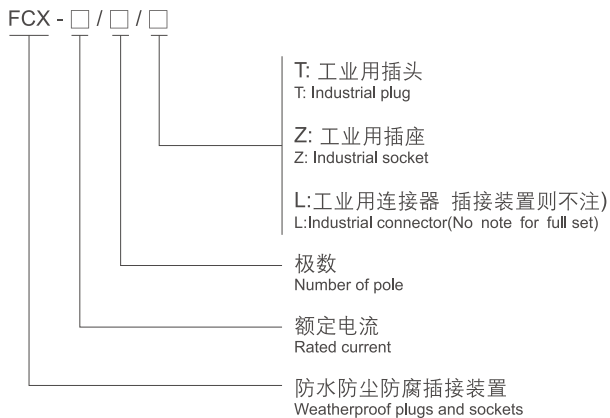 FCX - □ / □ / □
T: 工业用插头
T: Industrial plug
Z: 工业用插座
Z: Industrial socket
L:工业用连接器 插接装置则不注)
L:Industrial connector(No note for full set)
极数
Number of pole
额定电流
Rated current
防水防尘防腐插接装置
Weatherproof plugs and sockets